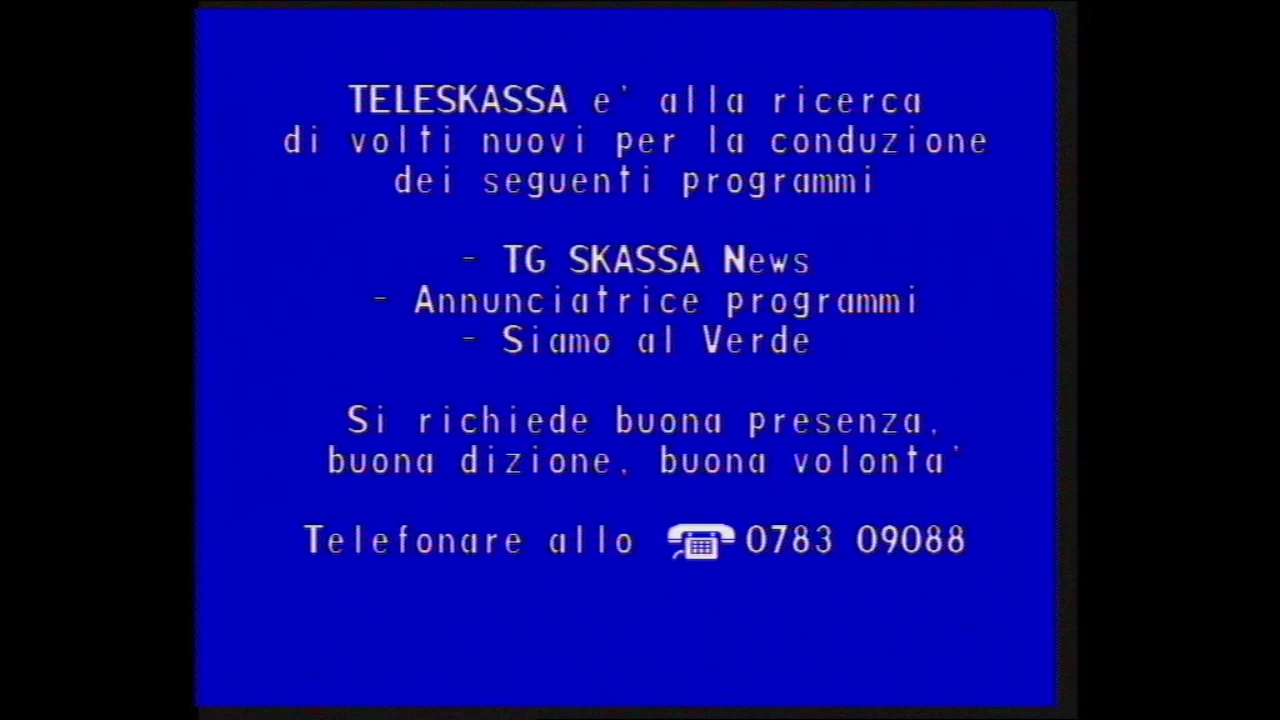 TELESKASSA e' alla ricerca
di volti nuovi per la conduzione
dei seguenti programmi
- TG SKASSA News
- Annunciatrice programmi
- Siamo al Verde
Si richiede buona presenza,
buona dizione, buona volonta'
Telefonare allo ☎0783 09088